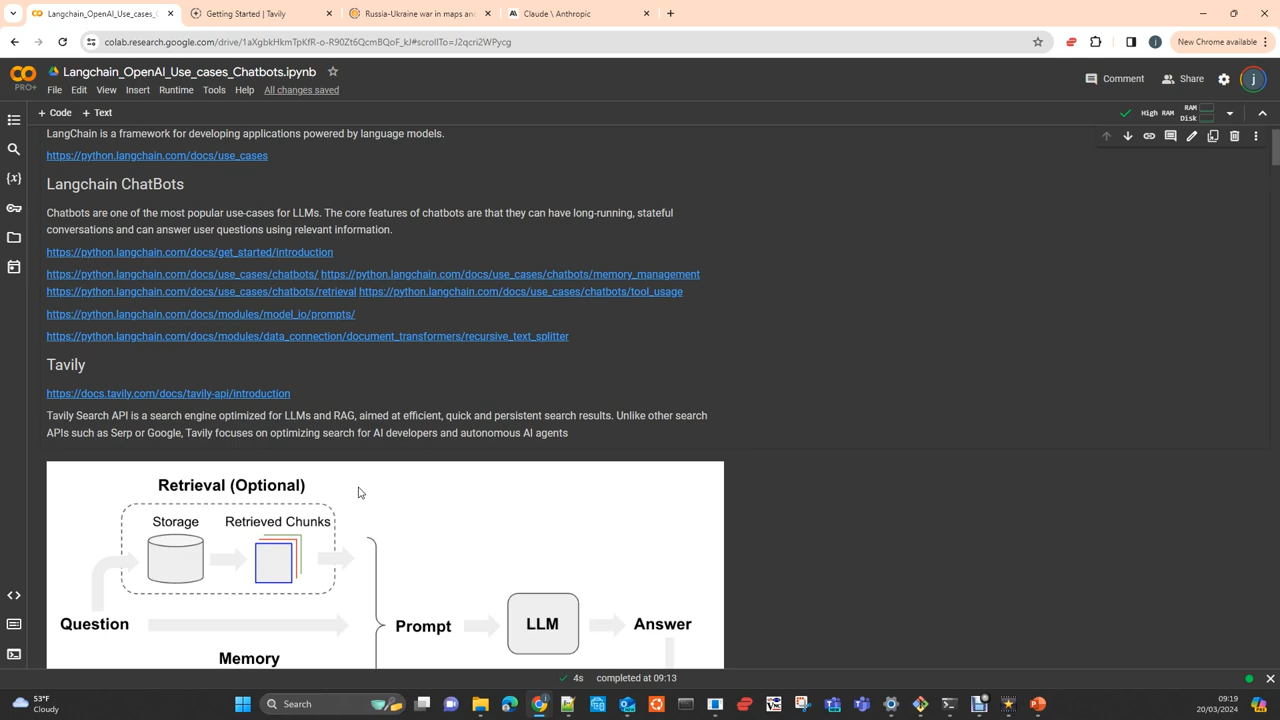 Langchain_OpenAI_Use_cases_C
Getting Started | Tavily
Russia-Ukraine war in maps an
Claude \ Anthropic
colab.research.google.com/drive/1aXgbkHkmTpKfR-o-R90Zt6QcmBQoF_kJ#scrollTo=J2qcri2WPycg
New Chrome available
PRO+
Langchain_OpenAI_Use_cases_Chatbots.ipynb
Comment
Share
j
File Edit View Insert Runtime Tools Help All changes saved
+ Code + Text
High RAM
RAM
Disk
LangChain is a framework for developing applications powered by language models.
https://python.langchain.com/docs/use_cases
Langchain ChatBots
Chatbots are one of the most popular use-cases for LLMs. The core features of chatbots are that they can have long-running, stateful
conversations and can answer user questions using relevant information.
https://python.langchain.com/docs/get_started/introduction
https://python.langchain.com/docs/use_cases/chatbots/ https://python.langchain.com/docs/use_cases/chatbots/memory_management
https://python.langchain.com/docs/use_cases/chatbots/retrieval https://python.langchain.com/docs/use_cases/chatbots/tool_usage
https://python.langchain.com/docs/modules/model_io/prompts/
https://python.langchain.com/docs/modules/data_connection/document_transformers/recursive_text_splitter
Tavily
https://docs.tavily.com/docs/tavily-api/introduction
Tavily Search API is a search engine optimized for LLMs and RAG, aimed at efficient, quick and persistent search results. Unlike other search
APIs such as Serp or Google, Tavily focuses on optimizing search for AI developers and autonomous AI agents
Retrieval (Optional)
Storage
Retrieved Chunks
Question
Prompt
LLM
Answer
Memory
4s completed at 09:13
53°F
Cloudy
Search
09:19
20/03/2024